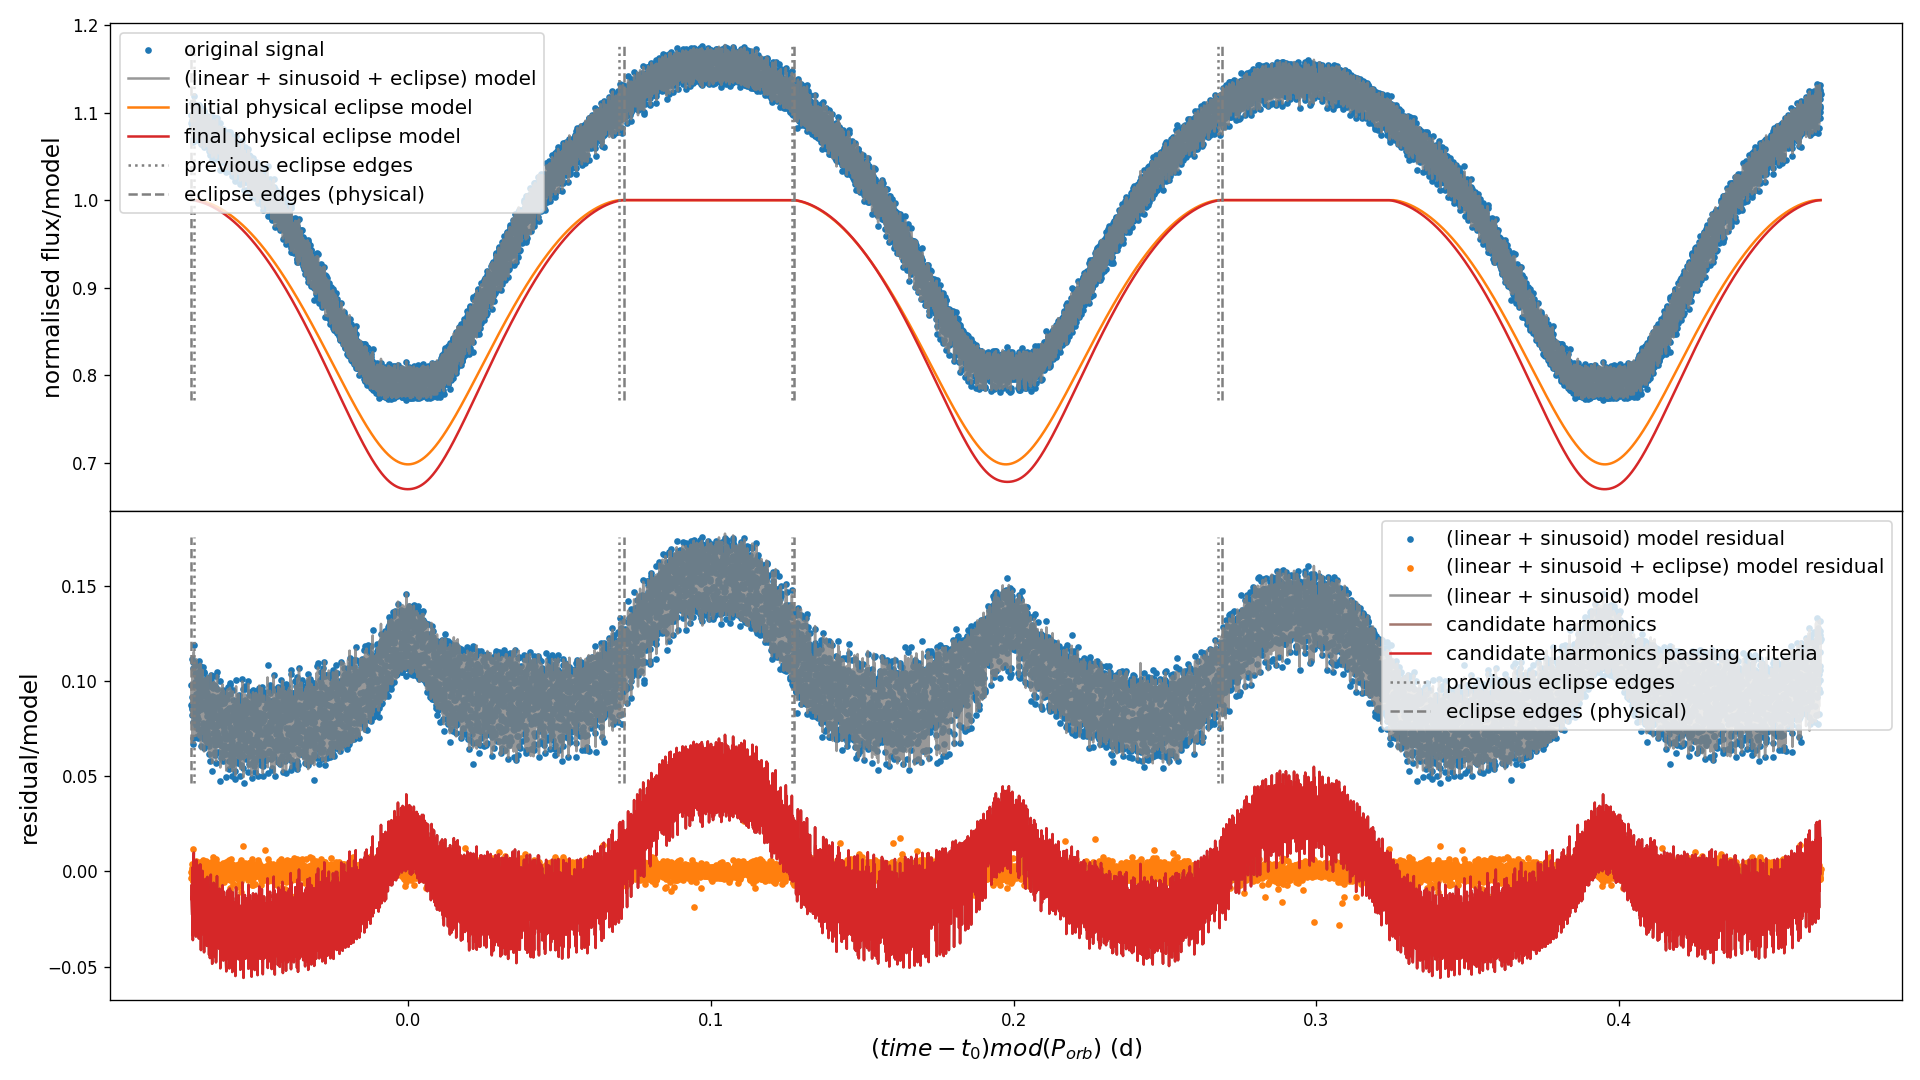 normalised flux/model
1.2
1.1
1.0
0.9
0.8
0.7
original signal
(linear + sinusoid + eclipse) model
initial physical eclipse model
final physical eclipse model
previous eclipse edges
eclipse edges (physical)
residual/model
0.15
0.10
0.05
0.00
−0.05
(linear + sinusoid) model residual
(linear + sinusoid + eclipse) model residual
(linear + sinusoid) model
candidate harmonics
candidate harmonics passing criteria
previous eclipse edges
eclipse edges (physical)
0.0 0.1 0.2 0.3 0.4
(time − t₀)mod(P_orb) (d)